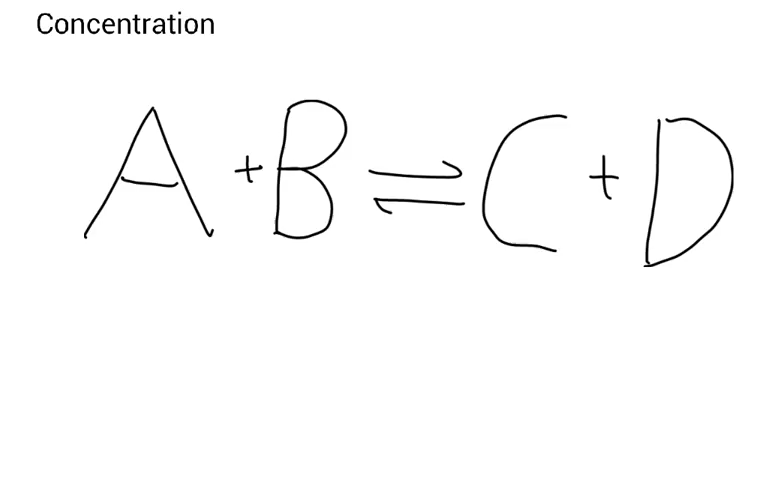 Concentration
A + B ⇌ C + D